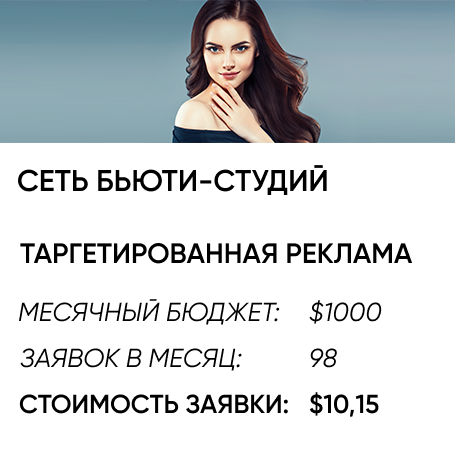 СЕТЬ БЬЮТИ-СТУДИЙ
ТАРГЕТИРОВАННАЯ РЕКЛАМА
МЕСЯЧНЫЙ БЮДЖЕТ: $1000
ЗАЯВОК В МЕСЯЦ: 98
СТОИМОСТЬ ЗАЯВКИ: $10,15